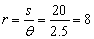 r = s/θ = 20/2.5 = 8